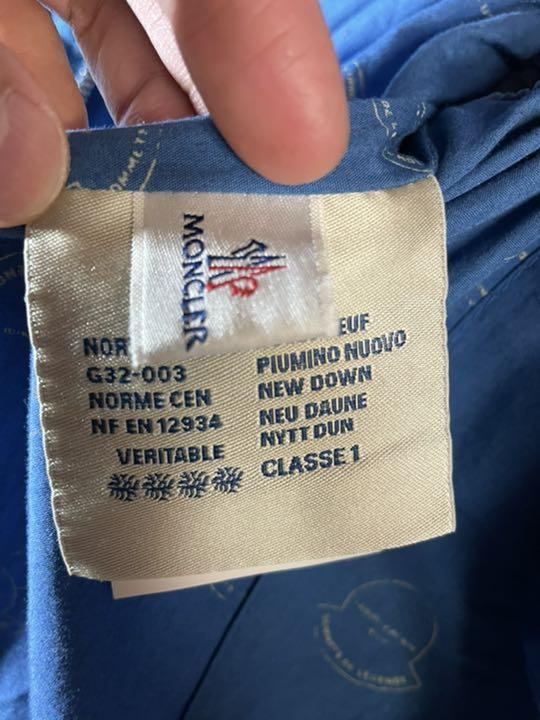 MONCLER
NOR
G32-003
NORME CEN
NF EN 12934
VERITABLE
EUF
PIUMINO NUOVO
NEW DOWN
NEU DAUNE
NYTT DUN
CLASSE 1